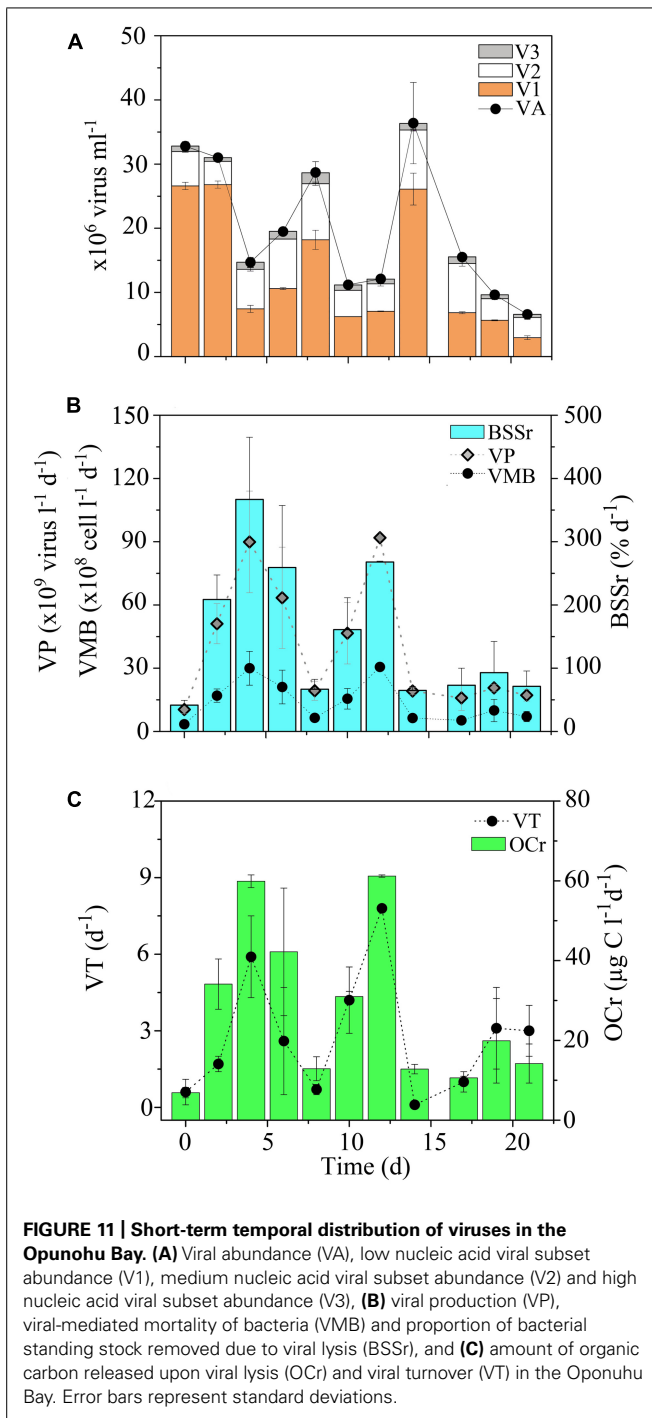 A
50
40
30
20
10
0
x10⁶ virus ml⁻¹
V3
V2
V1
VA
B
150
120
90
60
30
0
VP (x10⁹ virus l⁻¹ d⁻¹)
VMB (x10⁸ cell l⁻¹ d⁻¹)
500
400
300
200
100
0
BSSr (% d⁻¹)
BSSr
VP
VMB
C
12
9
6
3
0
VT (d⁻¹)
80
60
40
20
0
OCr (µg C l⁻¹d⁻¹)
VT
OCr
0 5 10 15 20
Time (d)
FIGURE 11 | Short-term temporal distribution of viruses in the
Opunohu Bay. (A) Viral abundance (VA), low nucleic acid viral subset
abundance (V1), medium nucleic acid viral subset abundance (V2) and high
nucleic acid viral subset abundance (V3), (B) viral production (VP),
viral-mediated mortality of bacteria (VMB) and proportion of bacterial
standing stock removed due to viral lysis (BSSr), and (C) amount of organic
carbon released upon viral lysis (OCr) and viral turnover (VT) in the Oponuhu
Bay. Error bars represent standard deviations.